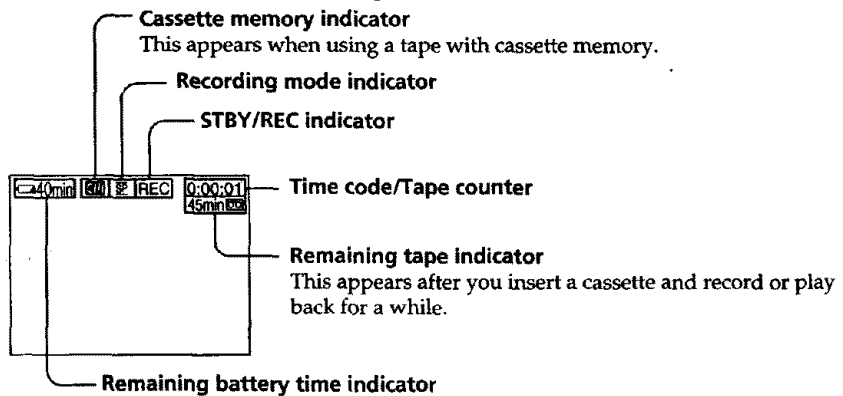 Cassette memory indicator
This appears when using a tape with cassette memory.
Recording mode indicator
STBY/REC indicator
40min SP REC 0:00:01
45min
Time code/Tape counter
Remaining tape indicator
This appears after you insert a cassette and record or play
back for a while.
Remaining battery time indicator